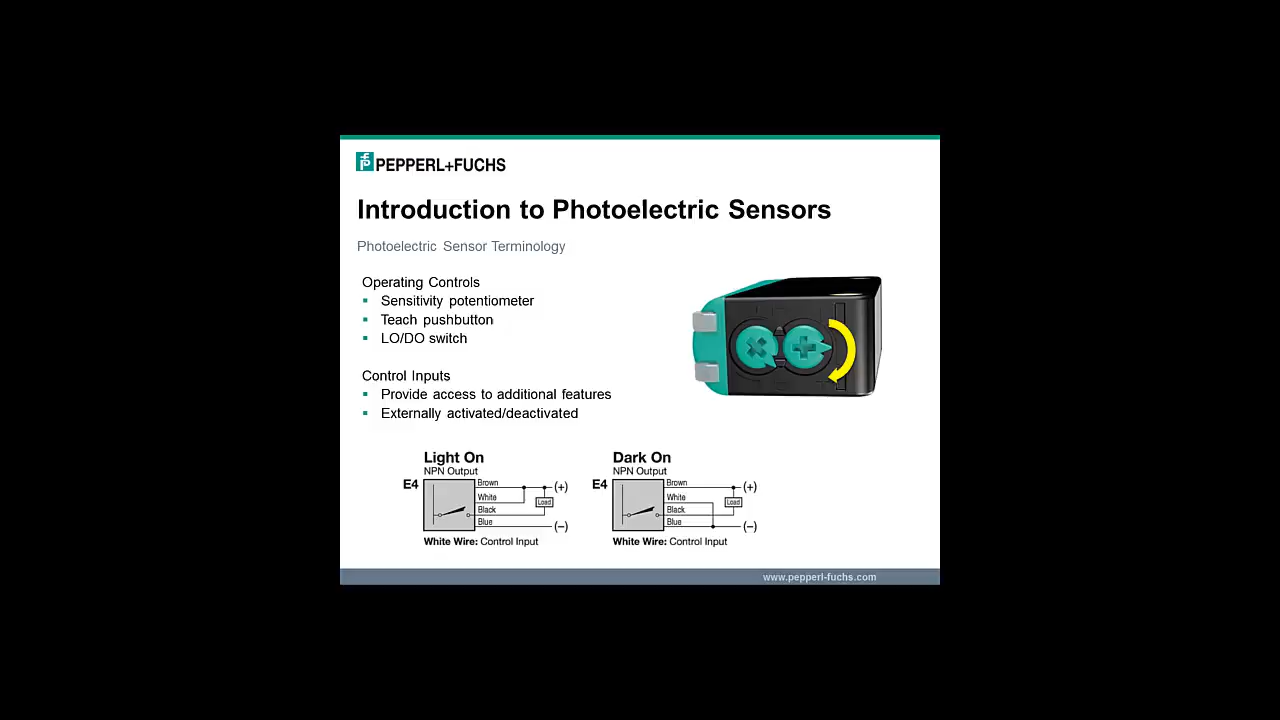 PEPPERL+FUCHS
Introduction to Photoelectric Sensors
Photoelectric Sensor Terminology
Operating Controls
▪ Sensitivity potentiometer
▪ Teach pushbutton
▪ LO/DO switch
Control Inputs
▪ Provide access to additional features
▪ Externally activated/deactivated
Light On
NPN Output
E4
Brown
(+)
White
Load
Black
Blue
(–)
White Wire: Control Input
Dark On
NPN Output
E4
Brown
(+)
White
Load
Black
Blue
(–)
White Wire: Control Input
www.pepperl-fuchs.com